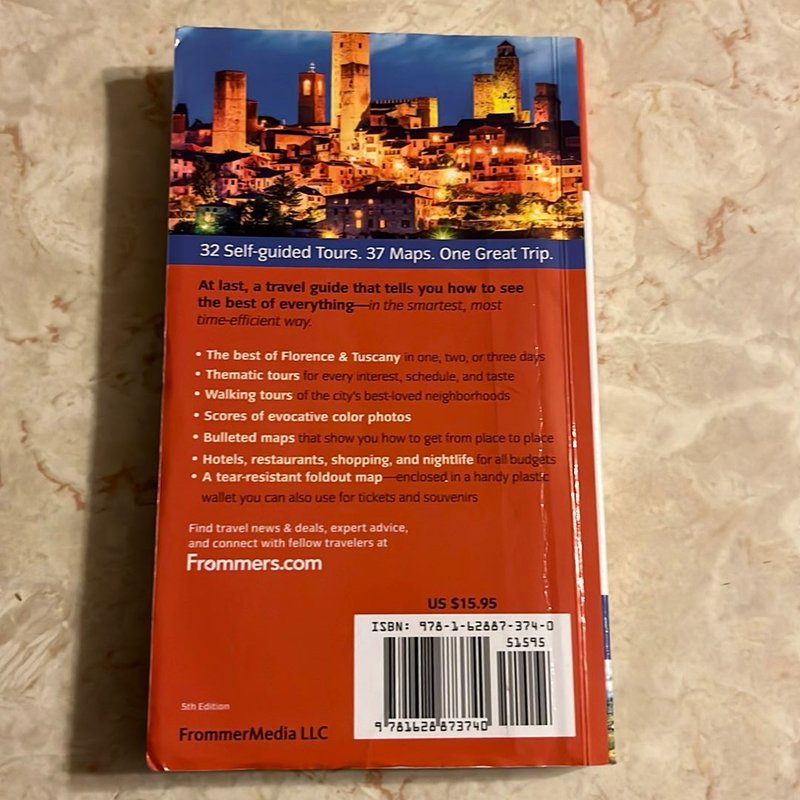 32 Self-guided Tours. 37 Maps. One Great Trip.
At last, a travel guide that tells you how to see
the best of everything—in the smartest, most
time-efficient way.
• The best of Florence & Tuscany in one, two, or three days
• Thematic tours for every interest, schedule, and taste
• Walking tours of the city's best-loved neighborhoods
• Scores of evocative color photos
• Bulleted maps that show you how to get from place to place
• Hotels, restaurants, shopping, and nightlife for all budgets
• A tear-resistant foldout map—enclosed in a handy plastic
wallet you can also use for tickets and souvenirs
Find travel news & deals, expert advice,
and connect with fellow travelers at
Frommers.com
US $15.95
ISBN: 978-1-62887-374-0
51595
9 781628 873740
5th Edition
FrommerMedia LLC